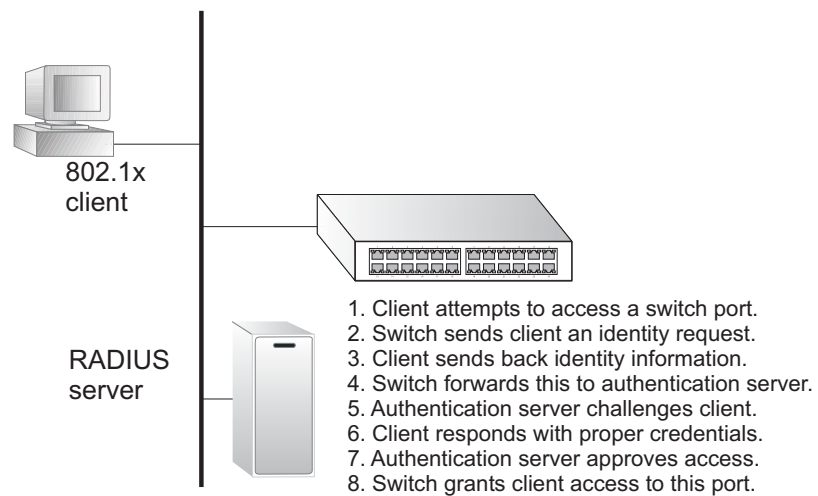 802.1x
client
RADIUS
server
1. Client attempts to access a switch port.
2. Switch sends client an identity request.
3. Client sends back identity information.
4. Switch forwards this to authentication server.
5. Authentication server challenges client.
6. Client responds with proper credentials.
7. Authentication server approves access.
8. Switch grants client access to this port.